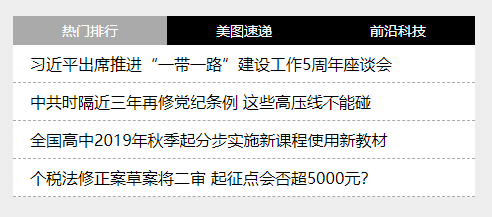 热门排行 美图速递 前沿科技
习近平出席推进“一带一路”建设工作5周年座谈会
中共时隔近三年再修党纪条例 这些高压线不能碰
全国高中2019年秋季起分步实施新课程使用新教材
个税法修正案草案将二审 起征点会否超5000元?